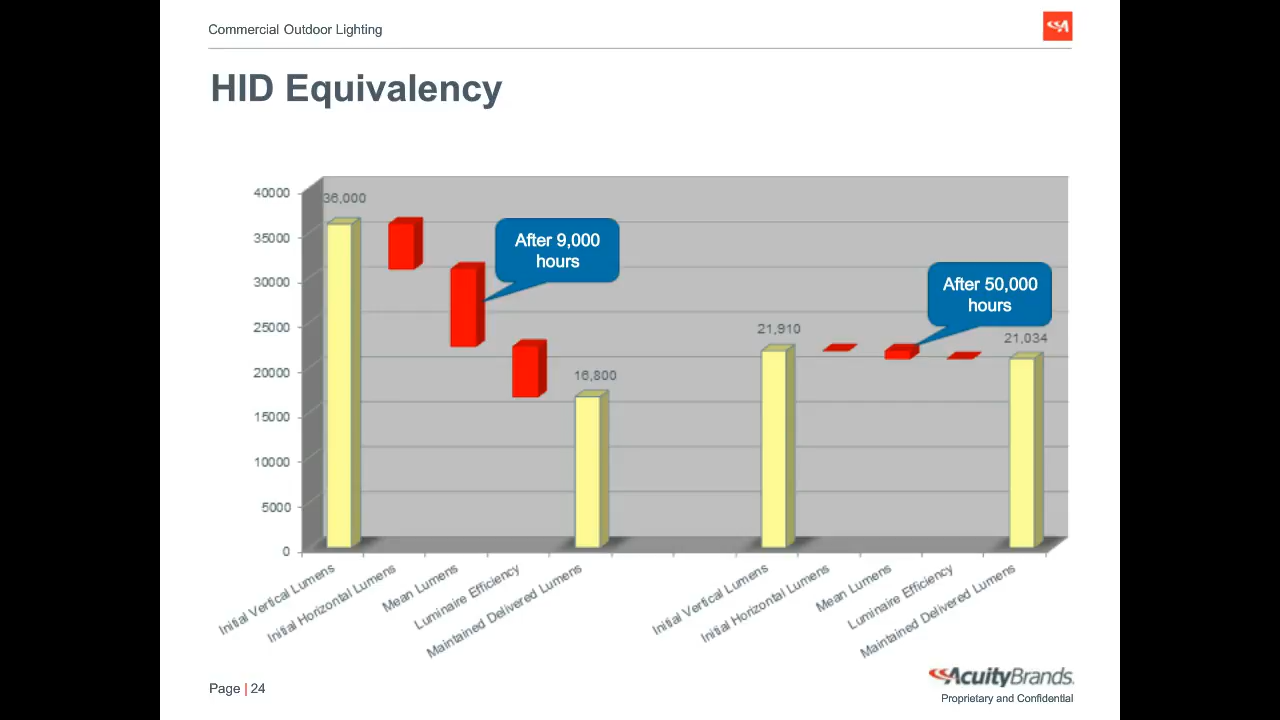 Commercial Outdoor Lighting
HID Equivalency
40000
35000
30000
25000
20000
15000
10000
5000
0
36,000
After 9,000
hours
16,800
21,910
After 50,000
hours
21,034
Initial Vertical Lumens
Initial Horizontal Lumens
Mean Lumens
Luminaire Efficiency
Maintained Delivered Lumens
Initial Vertical Lumens
Initial Horizontal Lumens
Mean Lumens
Luminaire Efficiency
Maintained Delivered Lumens
Page | 24
AcuityBrands.
Proprietary and Confidential